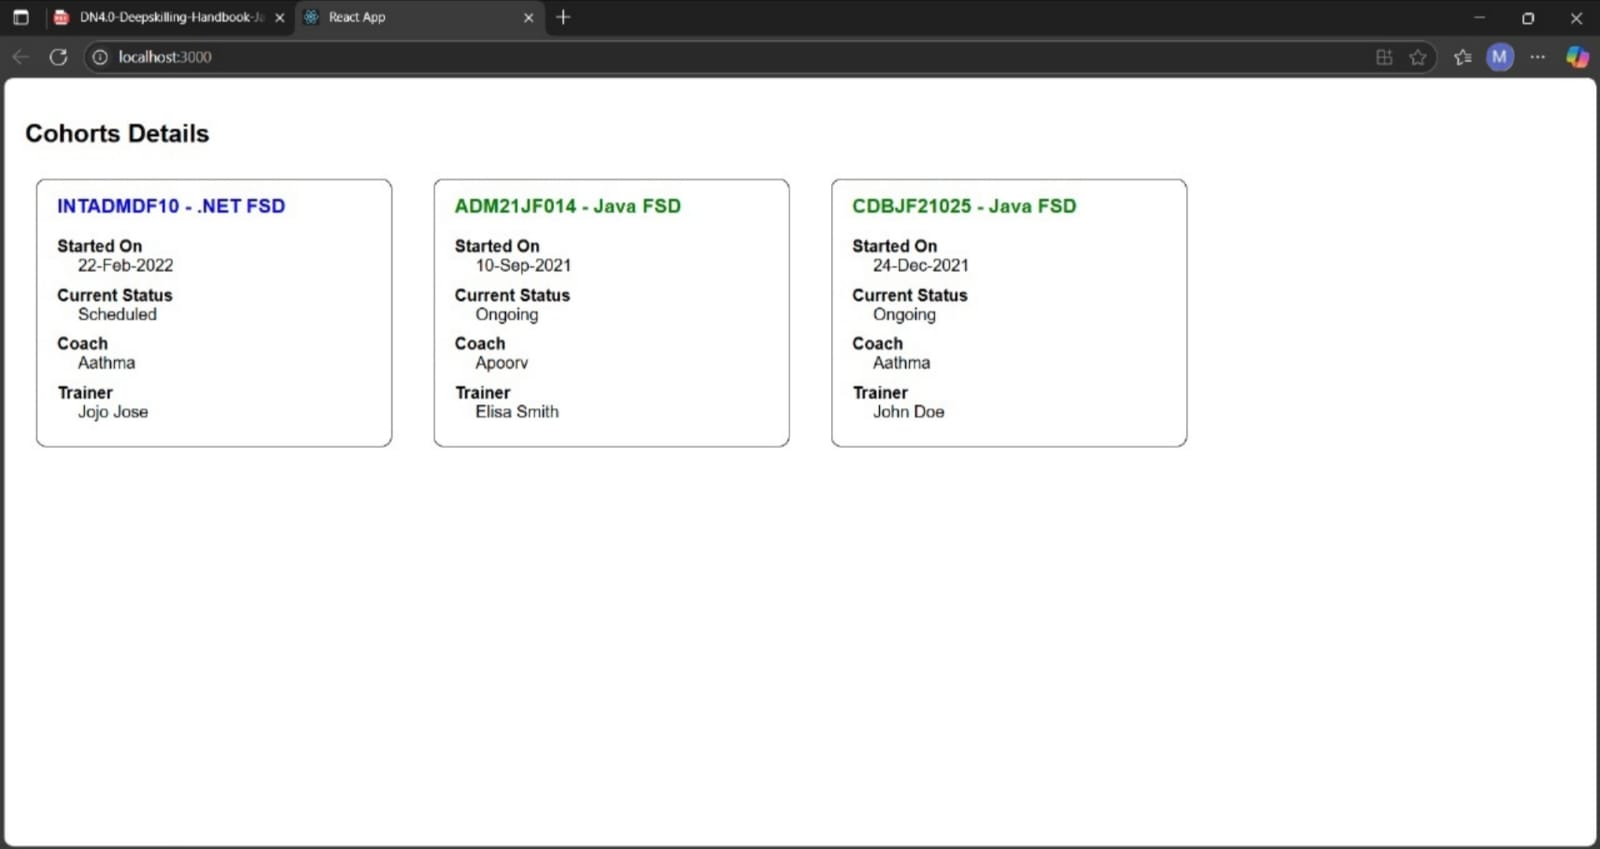 DN4.0-Deepskilling-Handbook-Ja
React App
localhost:3000
M
Cohorts Details
INTADMDF10 - .NET FSD
Started On
22-Feb-2022
Current Status
Scheduled
Coach
Aathma
Trainer
Jojo Jose
ADM21JF014 - Java FSD
Started On
10-Sep-2021
Current Status
Ongoing
Coach
Apoorv
Trainer
Elisa Smith
CDBJF21025 - Java FSD
Started On
24-Dec-2021
Current Status
Ongoing
Coach
Aathma
Trainer
John Doe